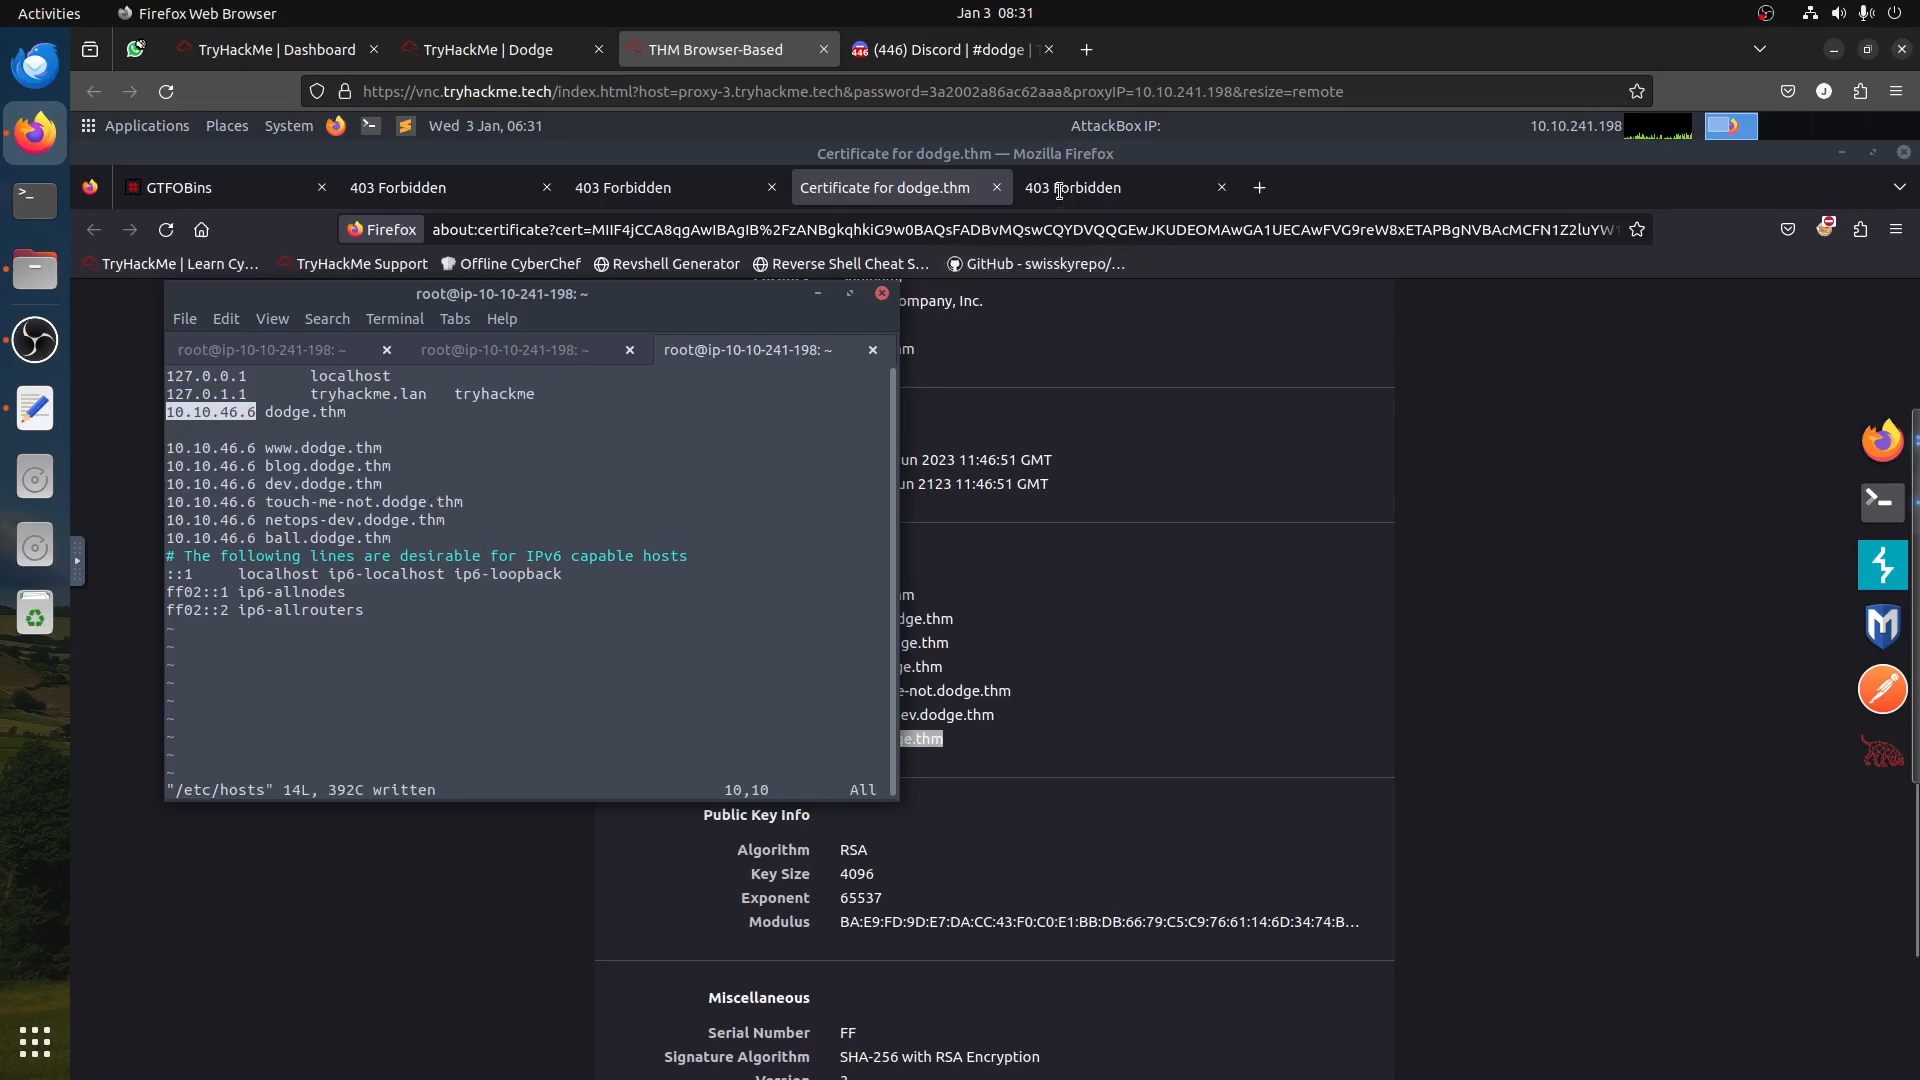 Activities Firefox Web Browser Jan 3 08:31
TryHackMe | Dashboard TryHackMe | Dodge THM Browser-Based 446 (446) Discord | #dodge |
https://vnc.tryhackme.tech/index.html?host=proxy-3.tryhackme.tech&password=3a2002a86ac62aaa&proxyIP=10.10.241.198&resize=remote
Applications Places System Wed 3 Jan, 06:31 AttackBox IP: 10.10.241.198
Certificate for dodge.thm — Mozilla Firefox
GTFOBins 403 Forbidden 403 Forbidden Certificate for dodge.thm 403 Forbidden
Firefox about:certificate?cert=MIIF4jCCA8qgAwIBAgIB%2FzANBgkqhkiG9w0BAQsFADBvMQswCQYDVQQGEwJKUDEOMAwGA1UECAwFVG9reW8xETAPBgNVBAcMCFN1Z2luYW1
TryHackMe | Learn Cy… TryHackMe Support Offline CyberChef Revshell Generator Reverse Shell Cheat S… GitHub - swisskyrepo/…
ompany, Inc.
root@ip-10-10-241-198: ~
File Edit View Search Terminal Tabs Help
root@ip-10-10-241-198: ~ root@ip-10-10-241-198: ~ root@ip-10-10-241-198: ~
127.0.0.1 localhost
127.0.1.1 tryhackme.lan tryhackme
10.10.46.6 dodge.thm
10.10.46.6 www.dodge.thm
10.10.46.6 blog.dodge.thm
10.10.46.6 dev.dodge.thm
10.10.46.6 touch-me-not.dodge.thm
10.10.46.6 netops-dev.dodge.thm
10.10.46.6 ball.dodge.thm
# The following lines are desirable for IPv6 capable hosts
::1 localhost ip6-localhost ip6-loopback
ff02::1 ip6-allnodes
ff02::2 ip6-allrouters
~
~
~
~
~
~
~
~
~
"/etc/hosts" 14L, 392C written 10,10 All
m
un 2023 11:46:51 GMT
un 2123 11:46:51 GMT
m
dge.thm
ge.thm
e.thm
e-not.dodge.thm
ev.dodge.thm
e.thm
Public Key Info
Algorithm RSA
Key Size 4096
Exponent 65537
Modulus BA:E9:FD:9D:E7:DA:CC:43:F0:C0:E1:BB:DB:66:79:C5:C9:76:61:14:6D:34:74:B…
Miscellaneous
Serial Number FF
Signature Algorithm SHA-256 with RSA Encryption